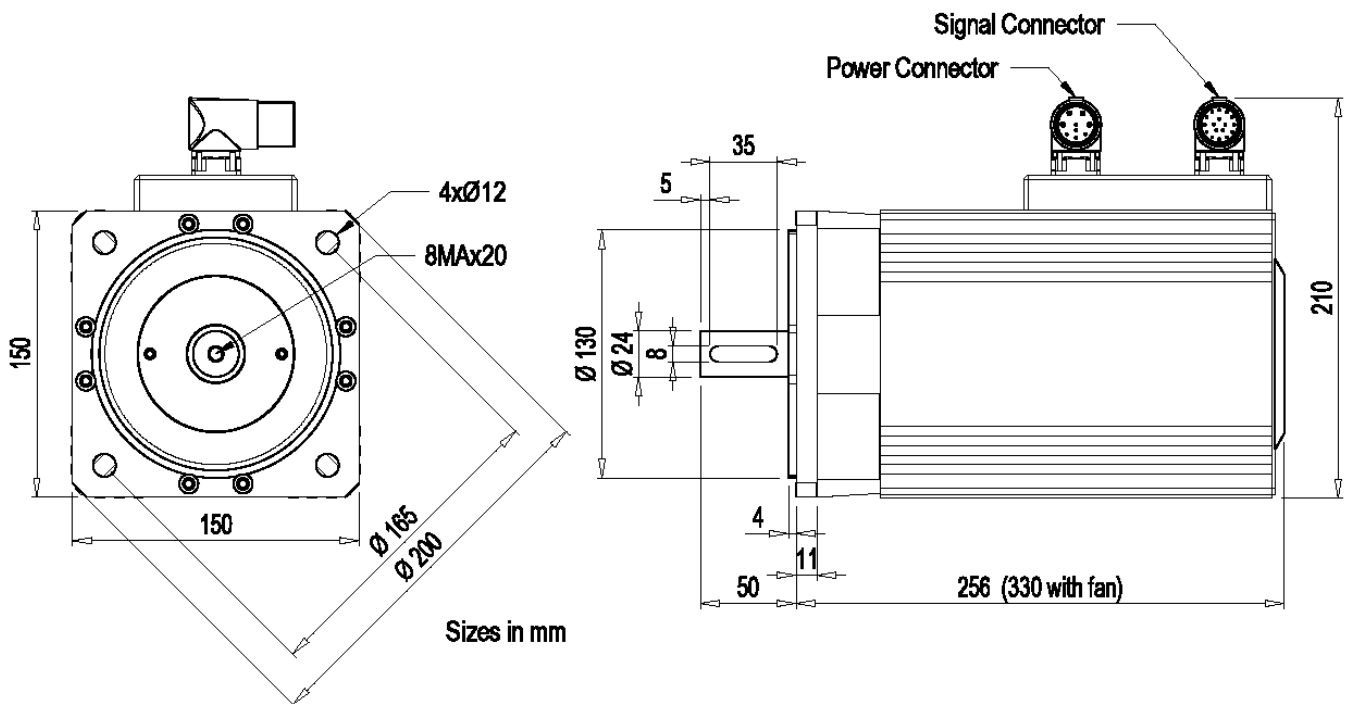 Signal Connector
Power Connector
35
5
4xØ12
8MAx20
150
150
Ø 165
Ø 200
Sizes in mm
Ø 130
Ø 24
8
210
4
11
50
256 (330 with fan)